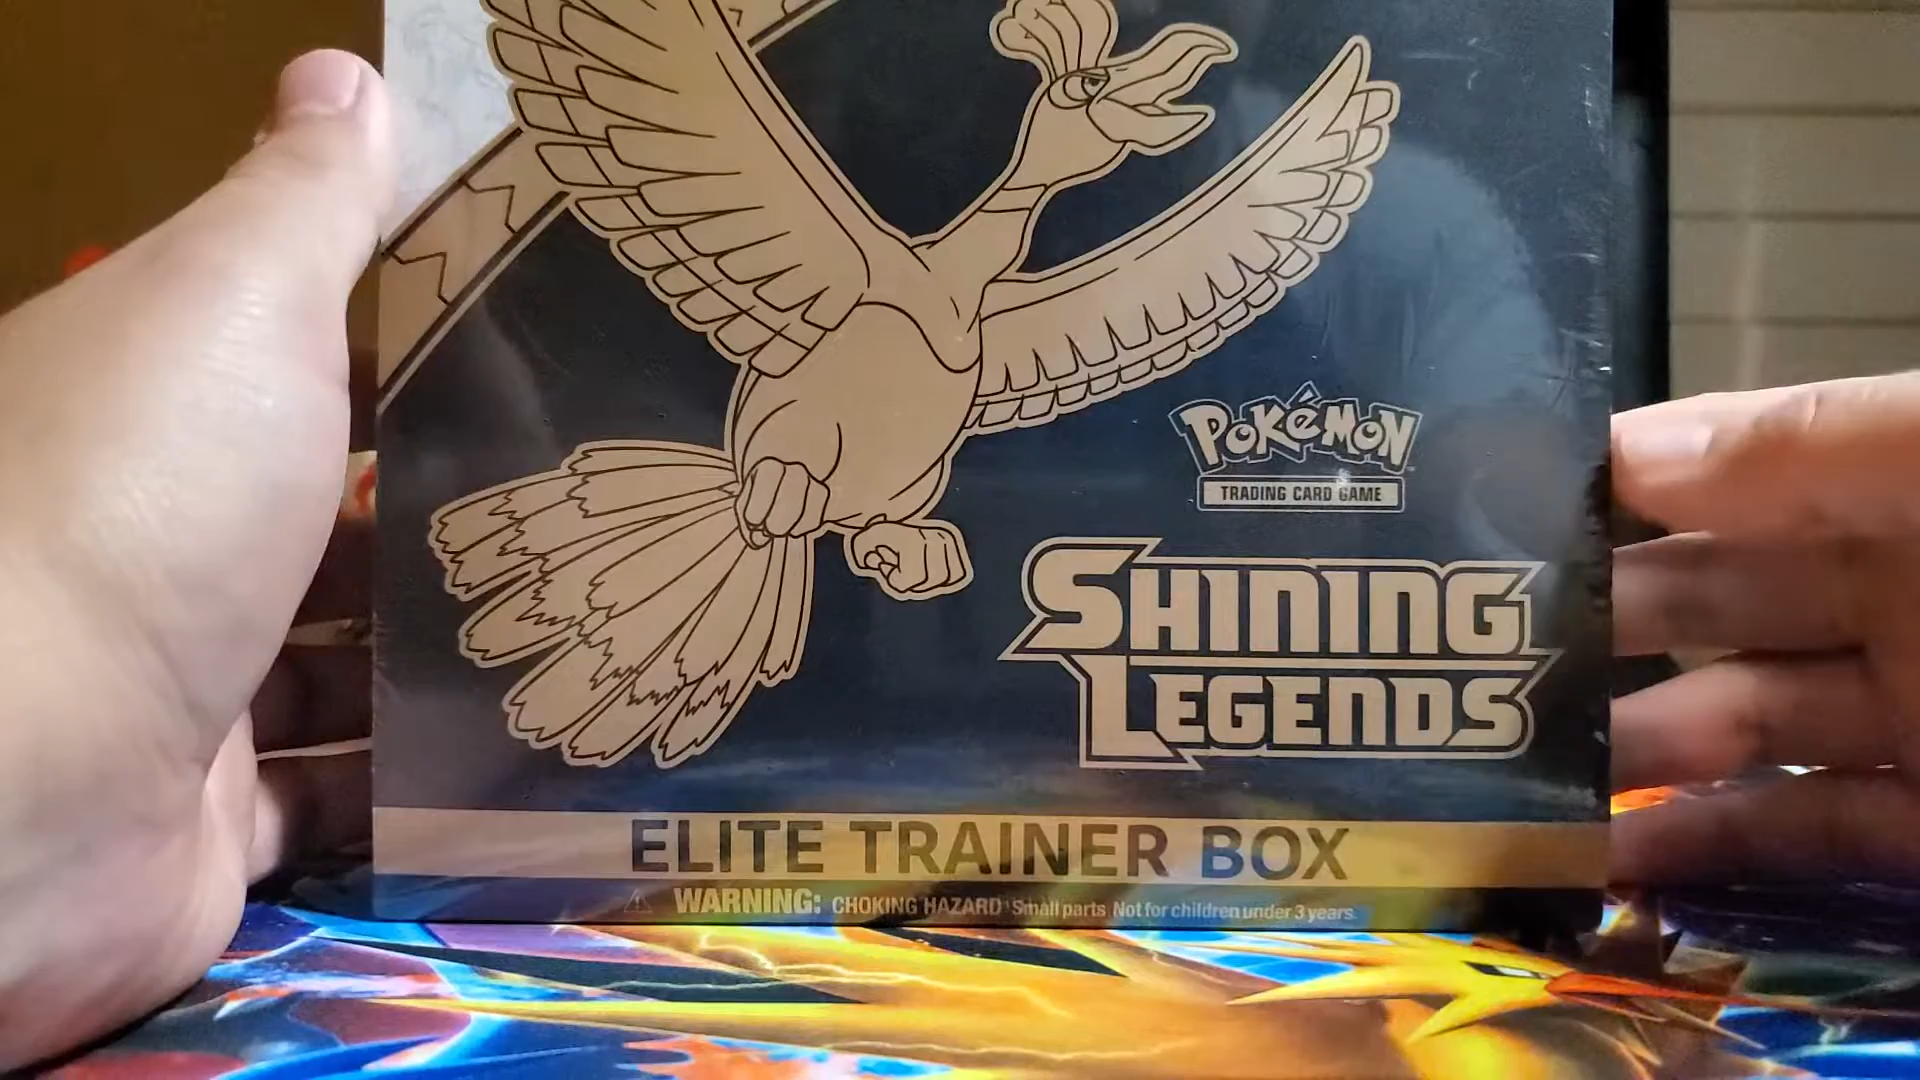 POKéMON
TRADING CARD GAME
SHINING
LEGENDS
ELITE TRAINER BOX
WARNING: CHOKING HAZARD Small parts Not for children under 3 years.